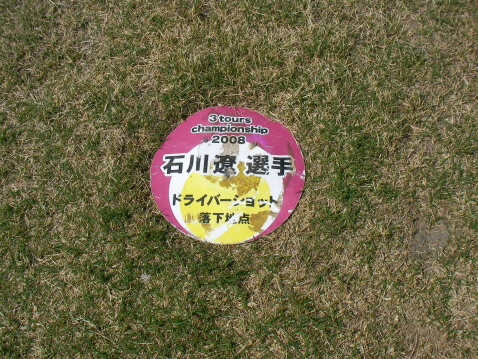 3 tours
championship
2008
石川遼 選手
ドライバーショット
落下地点